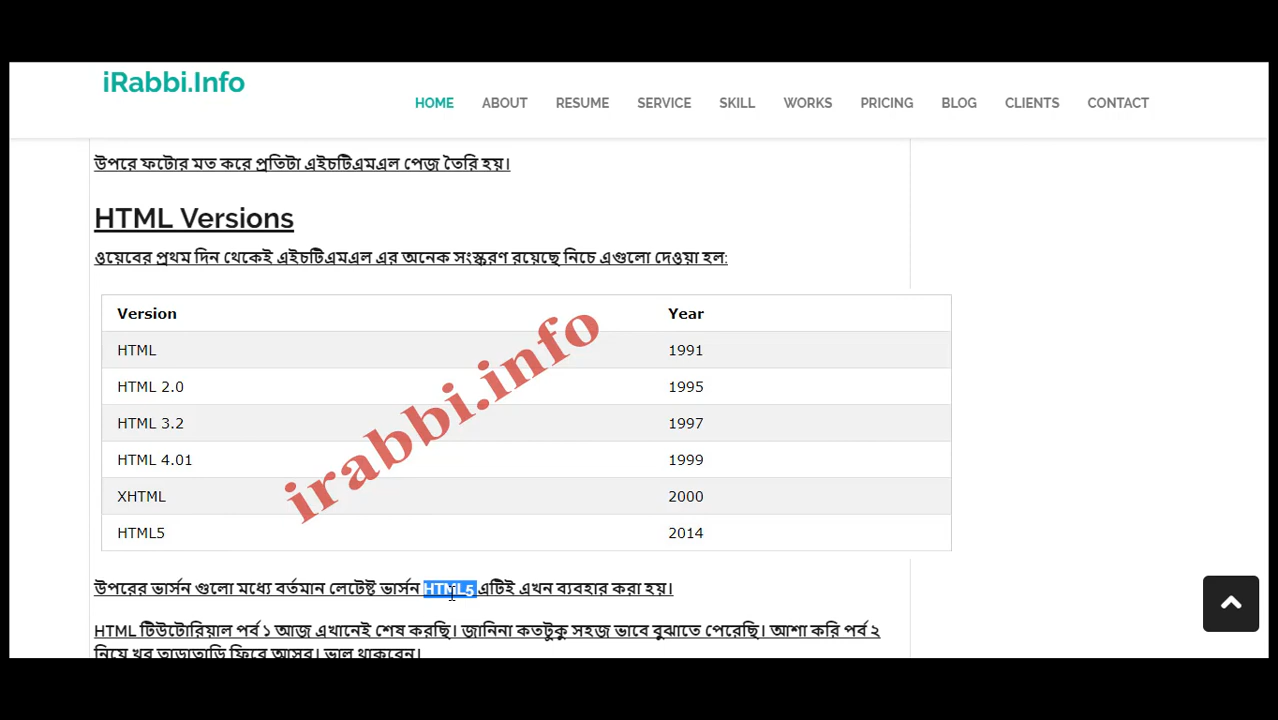 iRabbi.Info
HOME ABOUT RESUME SERVICE SKILL WORKS PRICING BLOG CLIENTS CONTACT
উপরে ফটোর মত করে প্রতিটা এইচটিএমএল পেজ তৈরি হয়।
HTML Versions
ওয়েবের প্রথম দিন থেকেই এইচটিএমএল এর অনেক সংস্করণ রয়েছে নিচে এগুলো দেওয়া হল:
Version Year
HTML 1991
HTML 2.0 1995
HTML 3.2 1997
HTML 4.01 1999
XHTML 2000
HTML5 2014
irabbi.info
উপরের ভার্সন গুলো মধ্যে বর্তমান লেটেষ্ট ভার্সন HTML5 এটিই এখন ব্যবহার করা হয়।
HTML টিউটোরিয়াল পর্ব ১ আজ এখানেই শেষ করছি। জানিনা কতটুকু সহজ ভাবে বুঝাতে পেরেছি। আশা করি পর্ব ২
নিয়ে খুব তাড়াতাড়ি ফিরে আসব। ভাল থাকবেন।